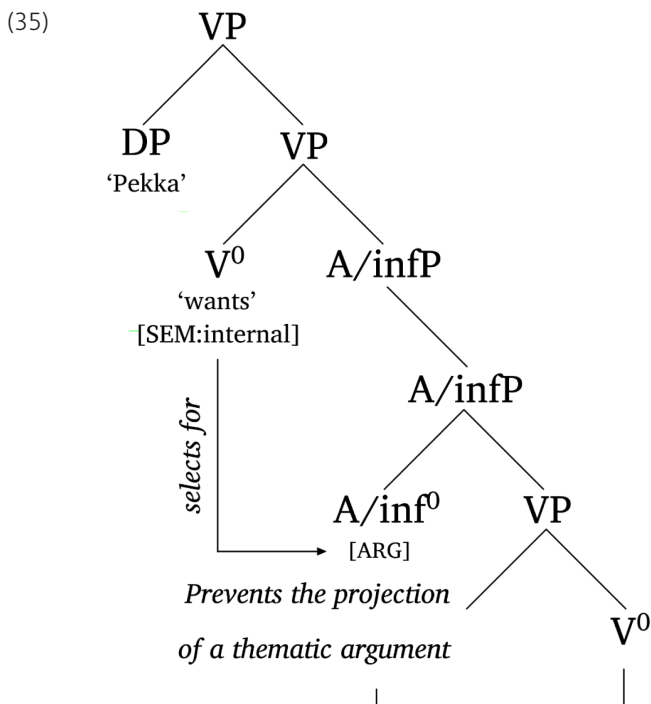 (35)
VP
DP VP
‘Pekka’
V⁰ A/infP
‘wants’
[SEM:internal]
A/infP
selects for
A/inf⁰ VP
[ARG]
Prevents the projection
V⁰
of a thematic argument